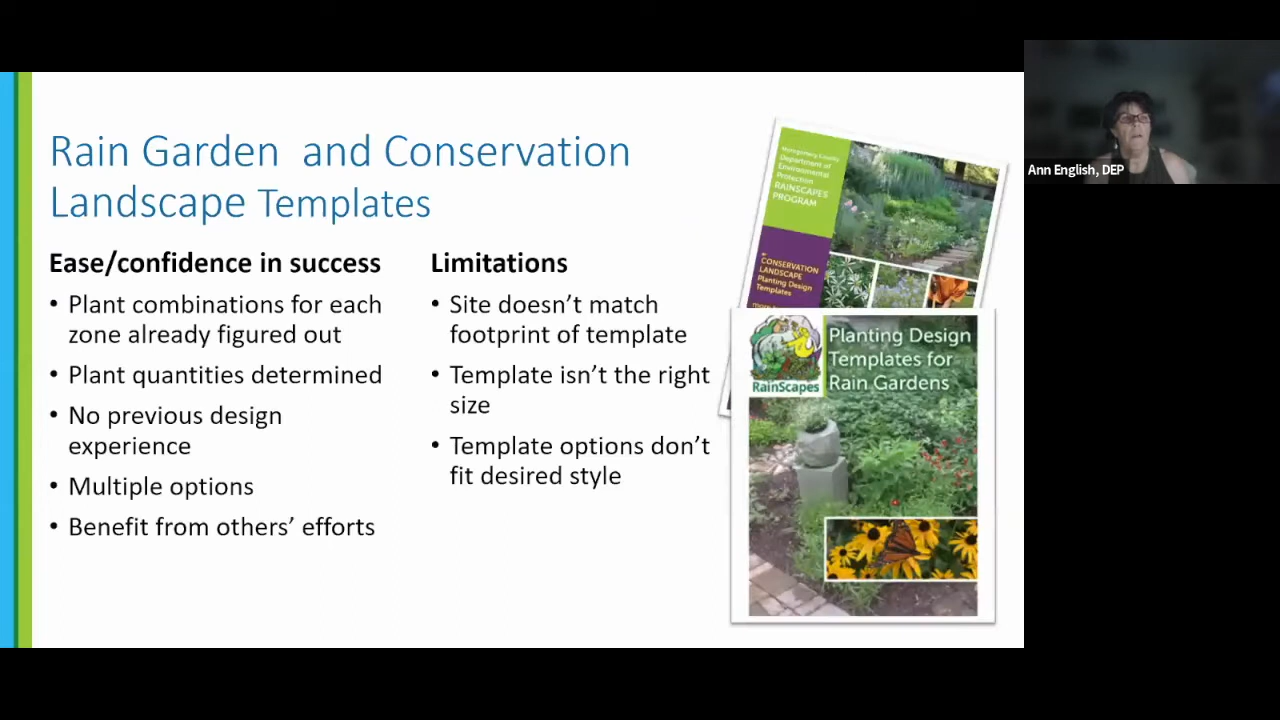 Rain Garden and Conservation
Landscape Templates
Ease/confidence in success
• Plant combinations for each
zone already figured out
• Plant quantities determined
• No previous design
experience
• Multiple options
• Benefit from others’ efforts
Limitations
• Site doesn’t match
footprint of template
• Template isn’t the right
size
• Template options don’t
fit desired style
Montgomery County
Department of
Environmental
Protection
RAINSCAPES
PROGRAM
CONSERVATION
LANDSCAPE
Planting Design
Templates
RainScapes
Planting Design
Templates for
Rain Gardens
Ann English, DEP